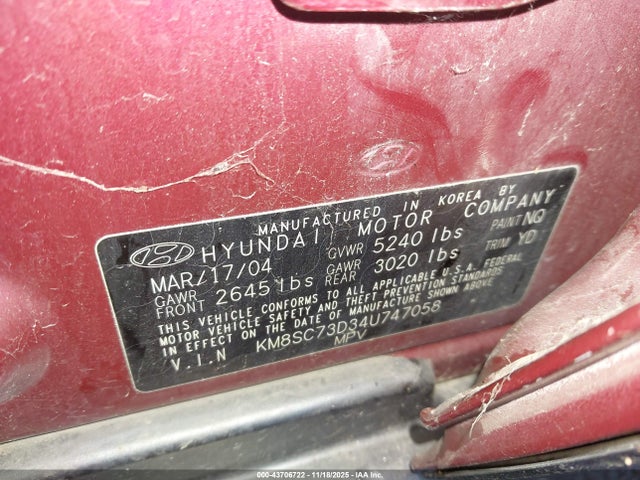 MANUFACTURED IN KOREA BY
HYUNDAI MOTOR COMPANY
MAR/17/04 GVWR 5240 lbs PAINT NQ
GAWR FRONT 2645 lbs GAWR REAR 3020 lbs TRIM YD
THIS VEHICLE CONFORMS TO ALL APPLICABLE U.S.A. FEDERAL
MOTOR VEHICLE SAFETY AND THEFT PREVENTION STANDARDS
IN EFFECT ON THE DATE OF MANUFACTURE SHOWN ABOVE
V.I.N KM8SC73D34U747058
MPV
000-43706722 | 11/18/2025 - IAA Inc.